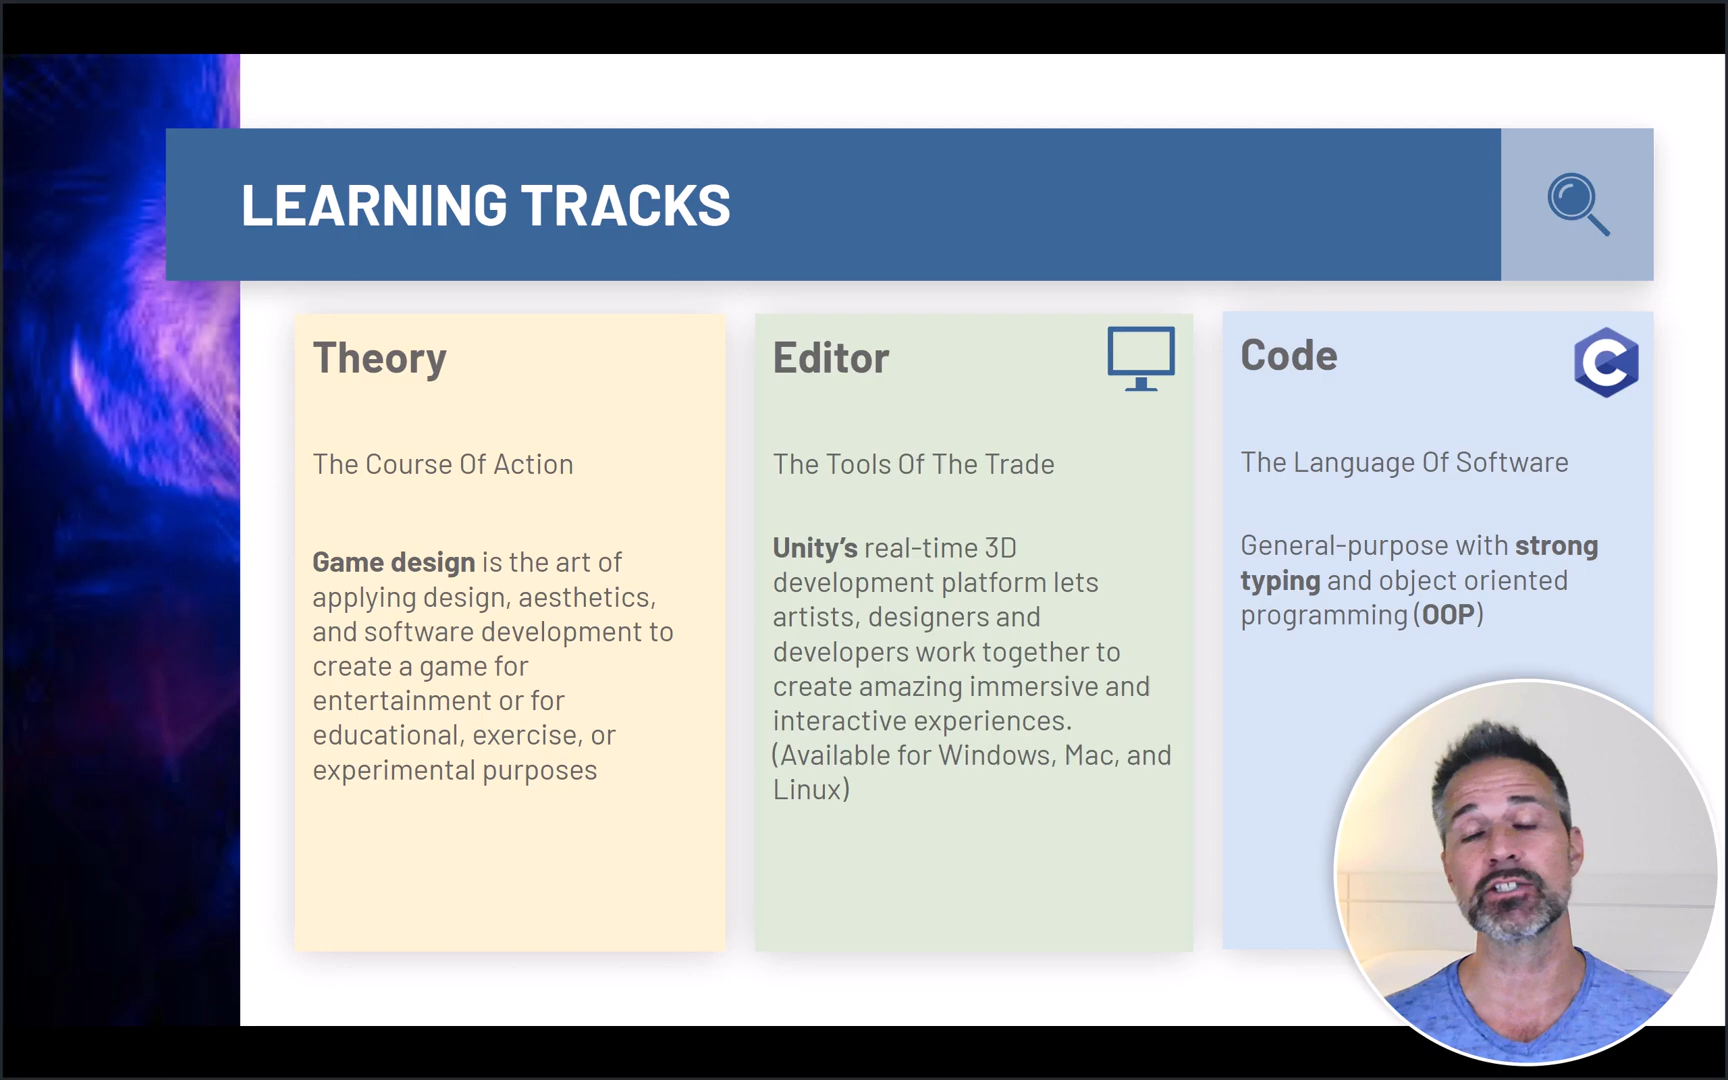 LEARNING TRACKS
Theory
The Course Of Action
Game design is the art of
applying design, aesthetics,
and software development to
create a game for
entertainment or for
educational, exercise, or
experimental purposes
Editor
The Tools Of The Trade
Unity's real-time 3D
development platform lets
artists, designers and
developers work together to
create amazing immersive and
interactive experiences.
(Available for Windows, Mac, and
Linux)
Code
C
The Language Of Software
General-purpose with strong
typing and object oriented
programming (OOP)